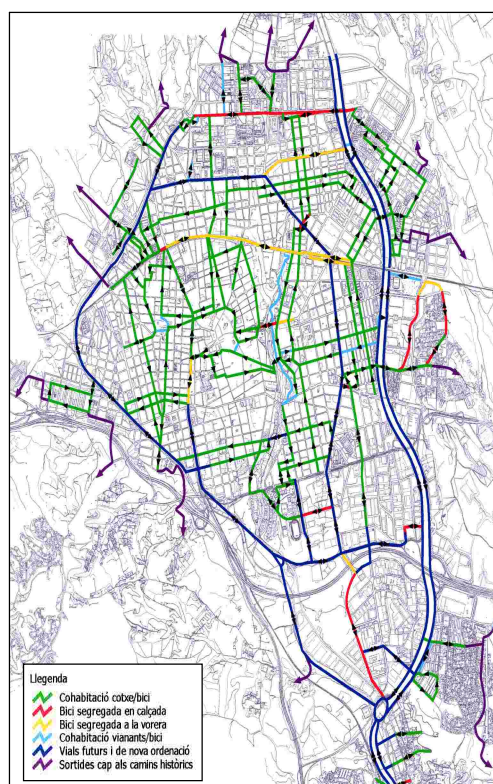 Llegenda
Cohabitació cotxe/bici
Bici segregada en calçada
Bici segregada a la vorera
Cohabitació vianants/bici
Vials futurs i de nova ordenació
Sortides cap als camins històrics